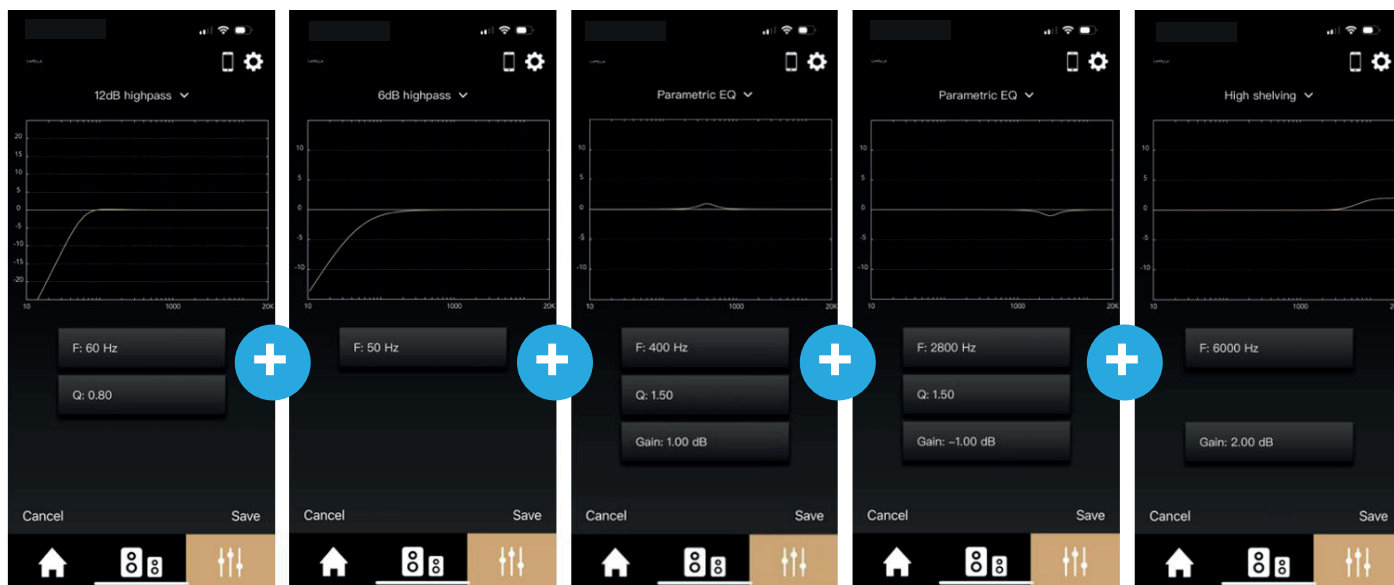 12dB highpass
20
15
10
5
0
-5
-10
-15
-20
10
1000
20K
F: 60 Hz
Q: 0.80
Cancel
Save
6dB highpass
10
5
0
-5
-10
10
1000
20K
F: 50 Hz
Parametric EQ
10
5
0
-5
-10
10
1000
20K
F: 400 Hz
Q: 1.50
Gain: 1.00 dB
Cancel
Save
Parametric EQ
10
5
0
-5
-10
10
1000
20K
F: 2800 Hz
Q: 1.50
Gain: -1.00 dB
Cancel
Save
High shelving
10
5
0
-5
-10
10
1000
F: 6000 Hz
Gain: 2.00 dB
Cancel
Save
Cancel
Save